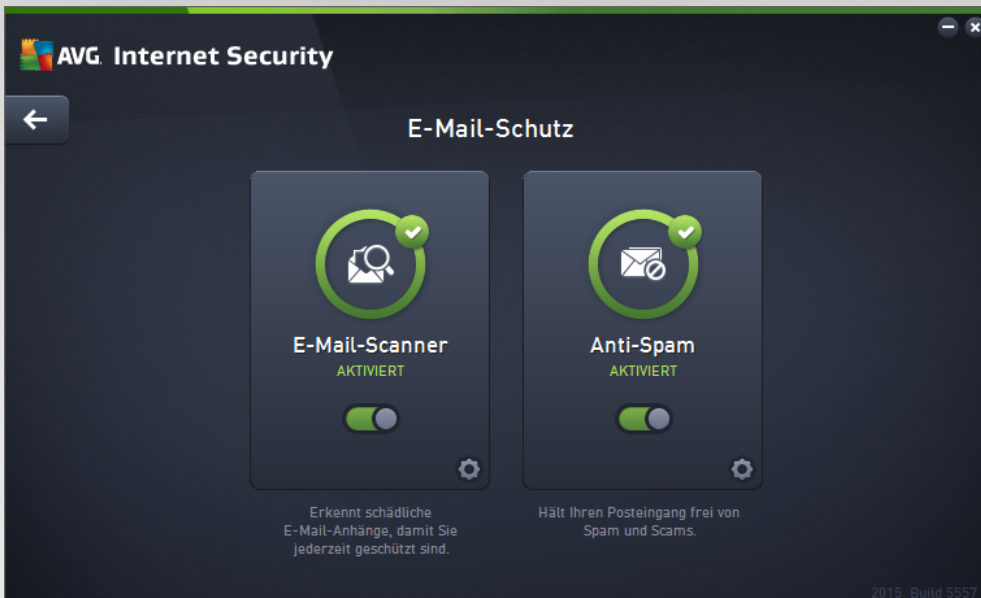 AVG Internet Security
E-Mail-Schutz
E-Mail-Scanner
AKTIVIERT
Erkennt schädliche
E-Mail-Anhänge, damit Sie
jederzeit geschützt sind.
Anti-Spam
AKTIVIERT
Hält Ihren Posteingang frei von
Spam und Scams.
2015 Build 5557